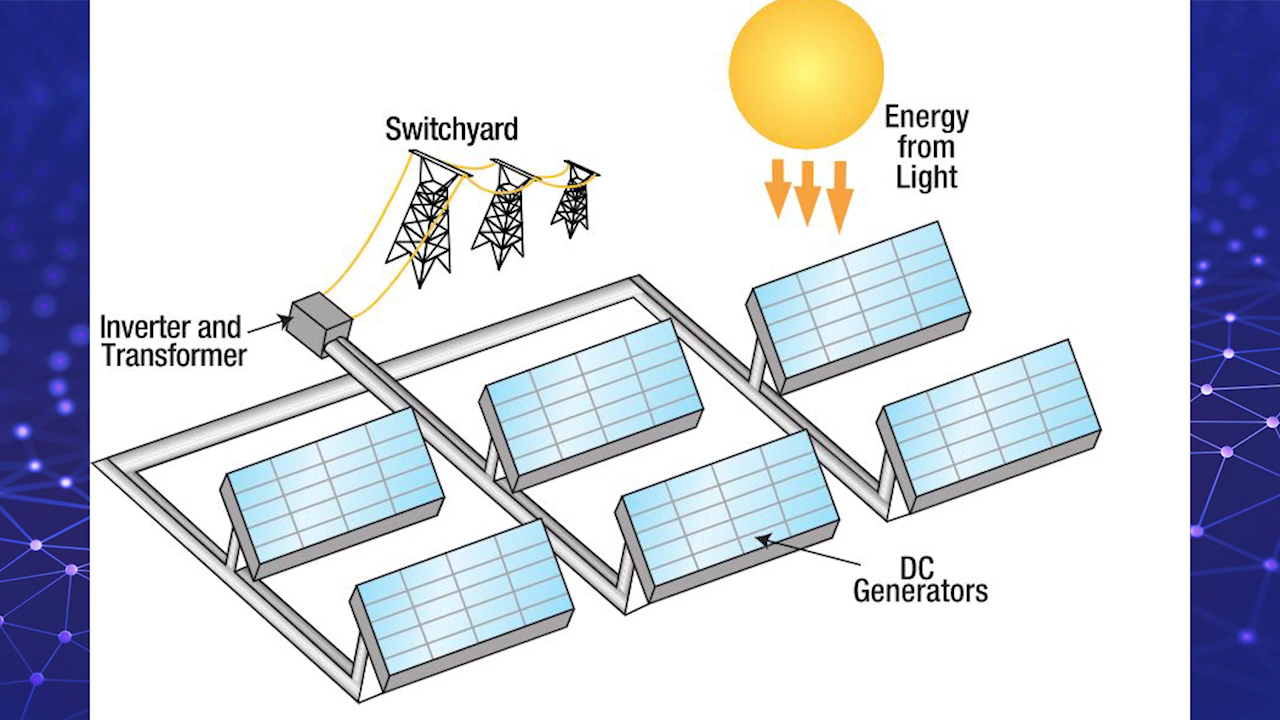 Switchyard
Energy
from
Light
Inverter and
Transformer
DC
Generators